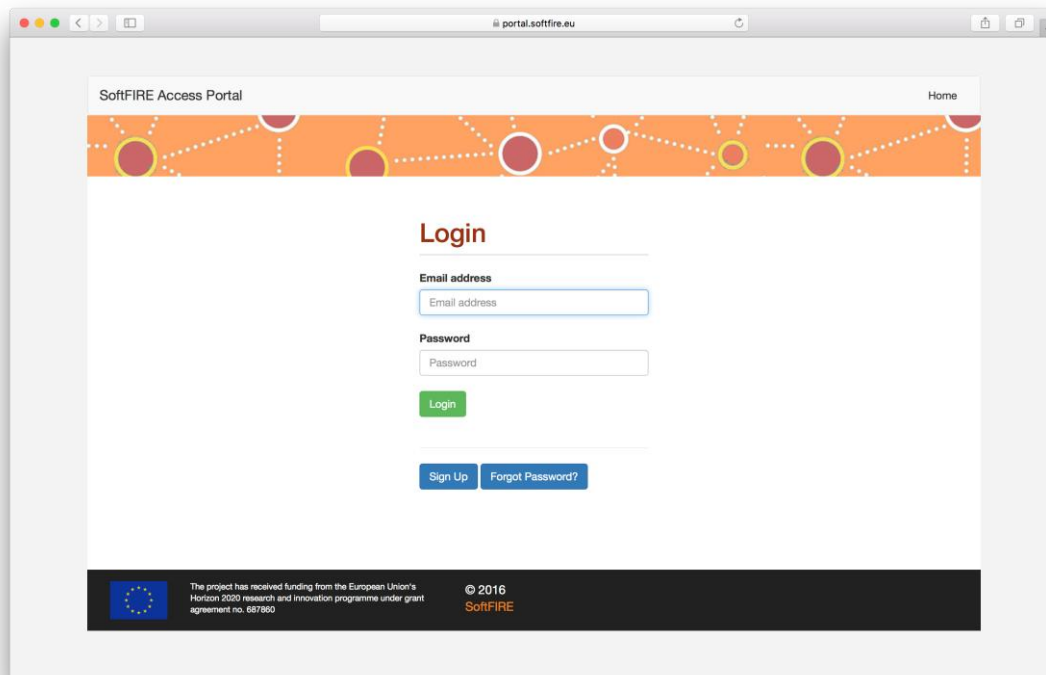 portal.softfire.eu
SoftFIRE Access Portal
Home
Login
Email address
Email address
Password
Password
Login
Sign Up
Forgot Password?
The project has received funding from the European Union's
Horizon 2020 research and innovation programme under grant
agreement no. 687860
© 2016
SoftFIRE